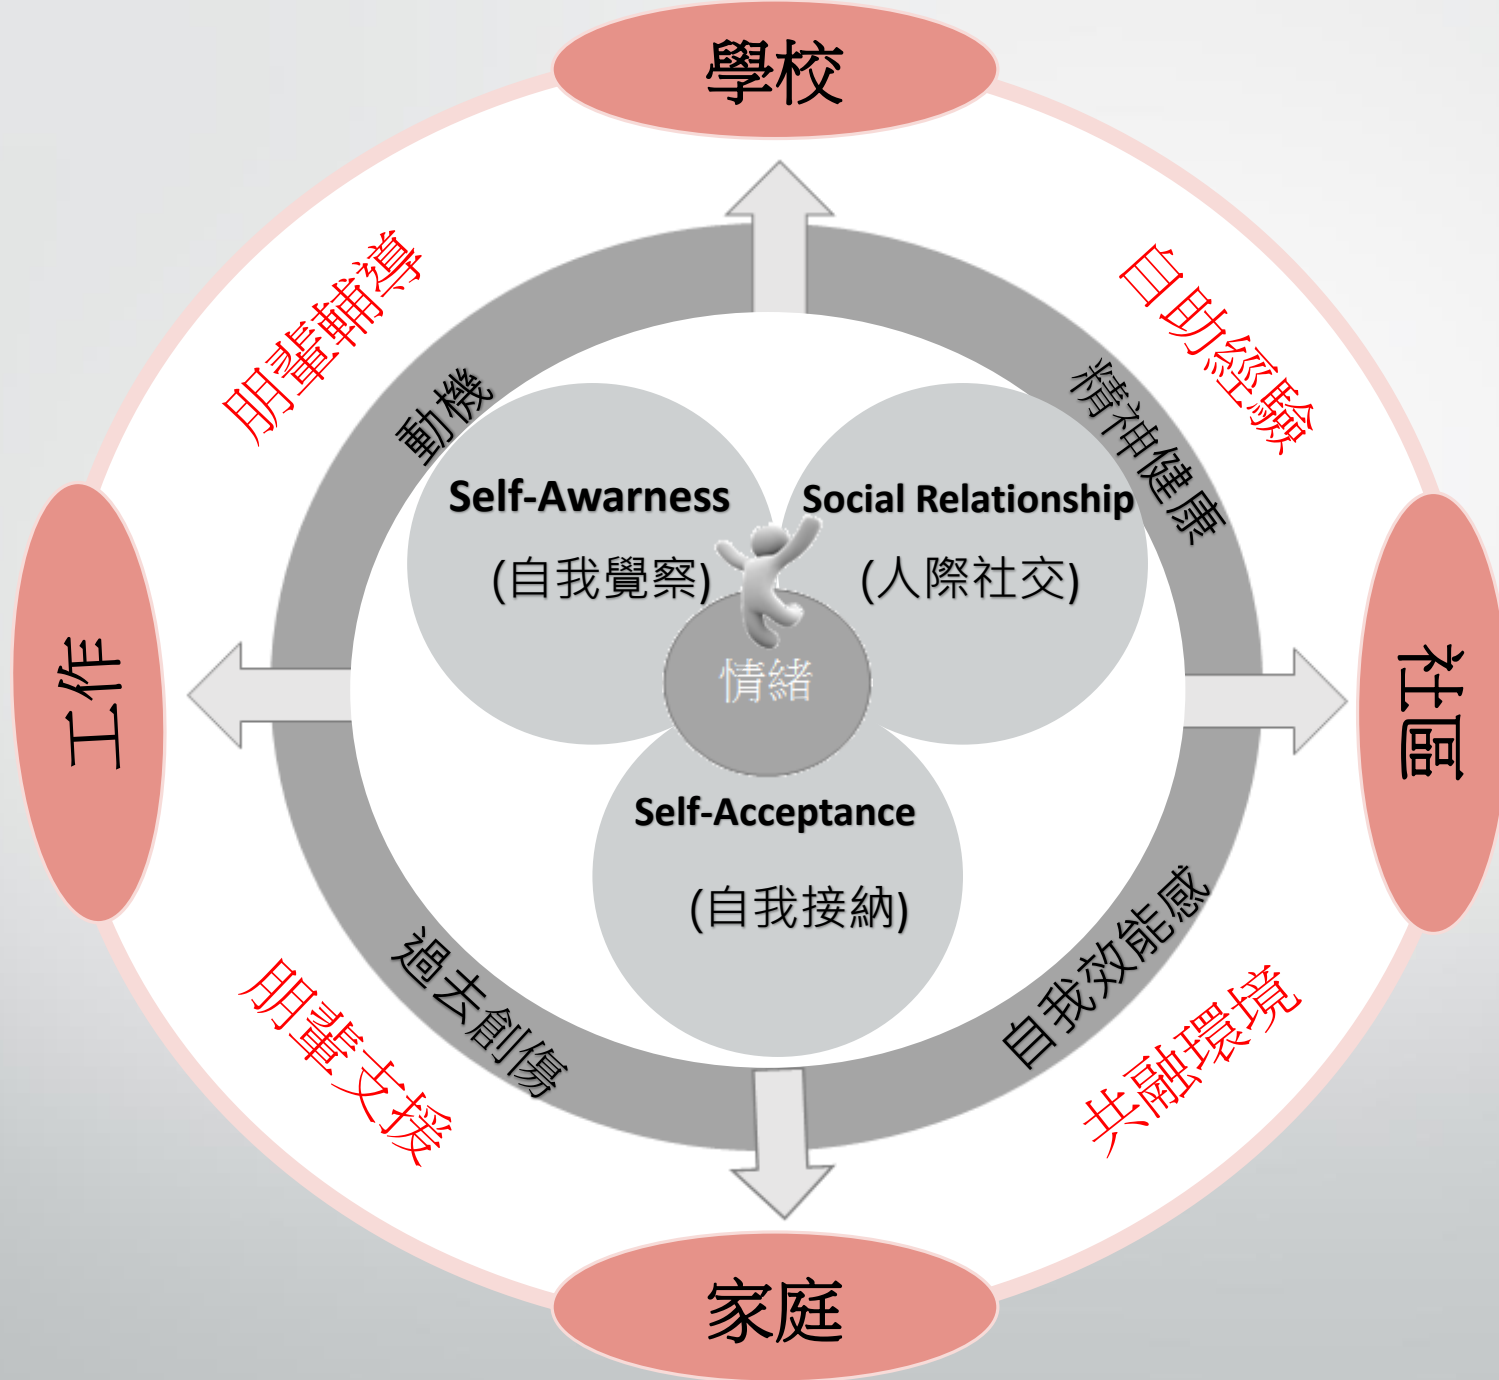 學校
朋輩輔導
自助經驗
動機
精神健康
Self-Awarness
(自我覺察)
Social Relationship
(人際社交)
情緒
工作
社區
Self-Acceptance
(自我接納)
過去創傷
自我效能感
朋輩支援
共融環境
家庭